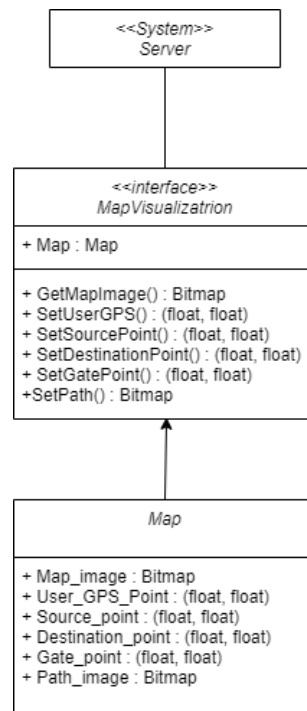 <<System>>
Server
<<interface>>
MapVisualizatrion
+ Map : Map
+ GetMapImage() : Bitmap
+ SetUserGPS() : (float, float)
+ SetSourcePoint() : (float, float)
+ SetDestinationPoint() : (float, float)
+ SetGatePoint() : (float, float)
+SetPath() : Bitmap
Map
+ Map_image : Bitmap
+ User_GPS_Point : (float, float)
+ Source_point : (float, float)
+ Destination_point : (float, float)
+ Gate_point : (float, float)
+ Path_image : Bitmap